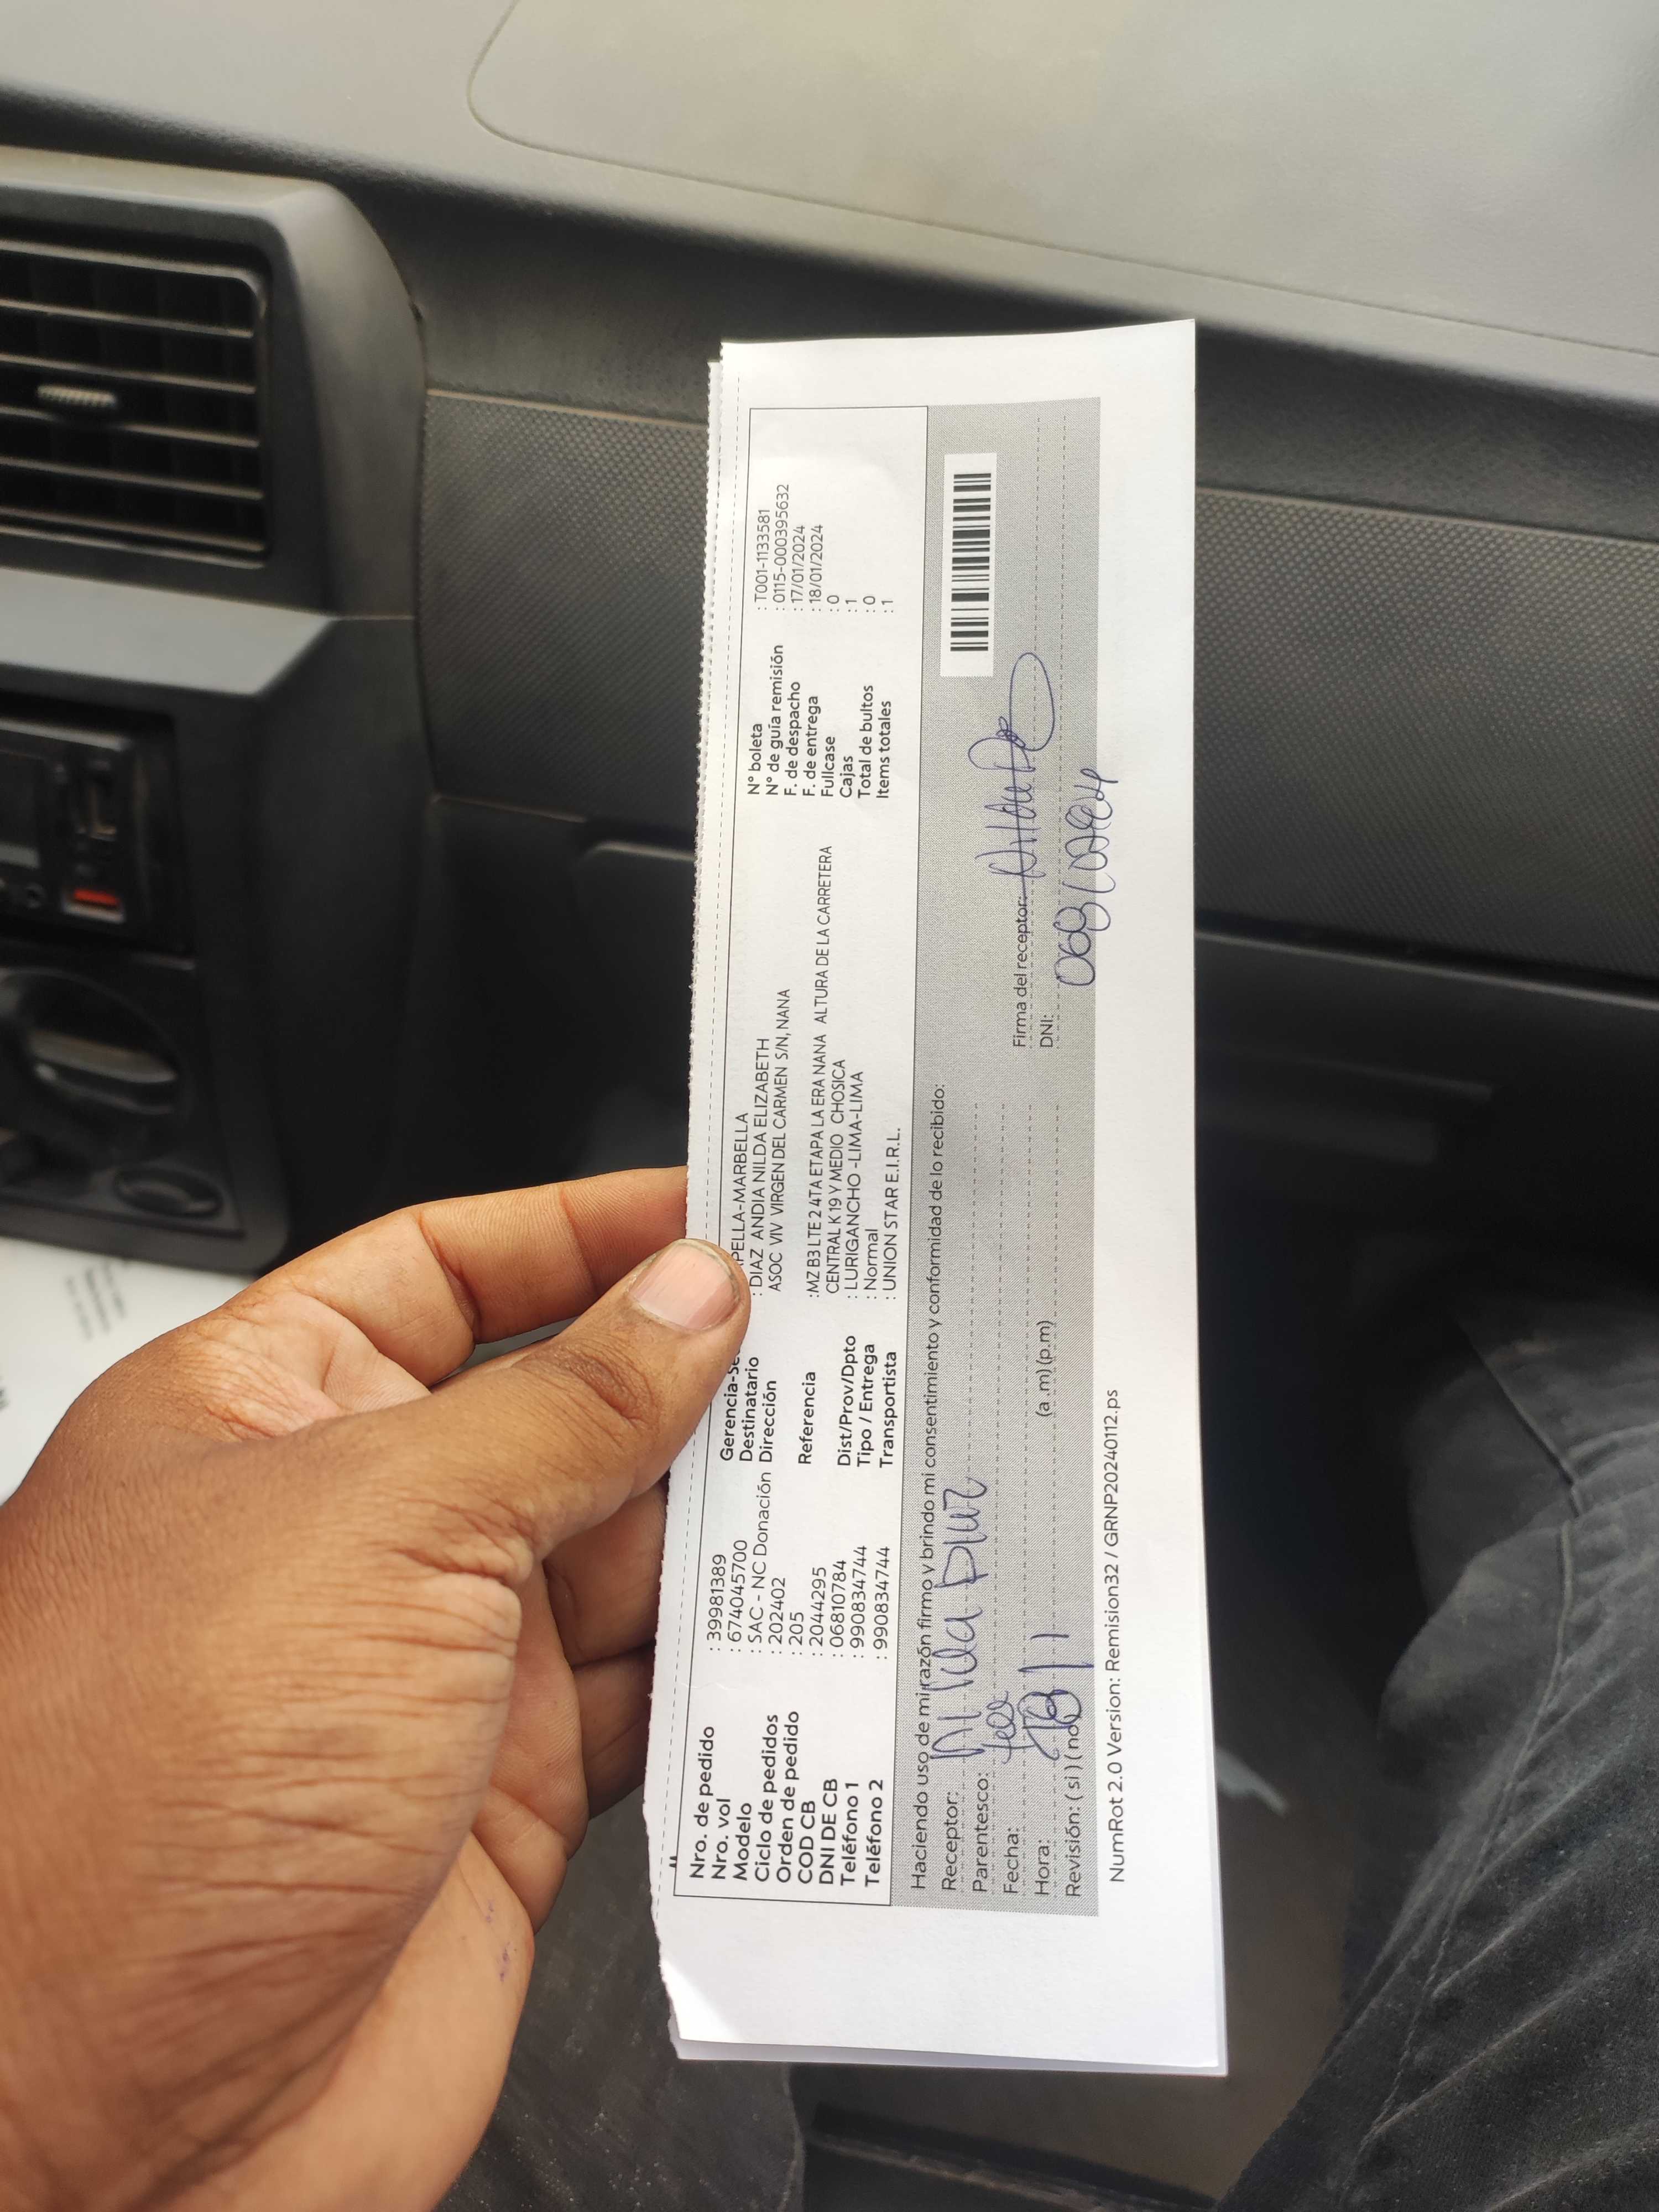 Nro. de pedido : 39981389
Nro. vol : 674045700
Modelo : SAC - NC Donación
Ciclo de pedidos : 202402
Orden de pedido : 205
COD CB : 2044295
DNI DE CB : 06810784
Teléfono 1 : 990834744
Teléfono 2 : 990834744
Gerencia-Se PELLA-MARBELLA
Destinatario : DIAZ ANDIA NILDA ELIZABETH
Dirección ASOC VIV VIRGEN DEL CARMEN S/N, NANA
Referencia :MZ B3 LTE 2 4TA ETAPA LA ERA NANA ALTURA DE LA CARRETERA
CENTRAL K19 Y MEDIO CHOSICA
Dist/Prov/Dpto : LURIGANCHO -LIMA-LIMA
Tipo / Entrega : Normal
Transportista : UNION STAR E.I.R.L.
N° boleta : T001-1133581
N° de guía remisión : 0115-0003395632
F. de despacho : 17/01/2024
F. de entrega : 18/01/2024
Fullcase : 0
Cajas : 1
Total de bultos : 0
Items totales : 1
Haciendo uso de mi razón firmo y brindo mi consentimiento y conformidad de lo recibido:
Receptor: Nilda Diaz
Parentesco:
Fecha:
Hora: (a .m) (p.m)
Revisión: ( si ) ( no )
Firma del receptor:
DNI:
NumRot 2.0 Version: Remision32 / GRNP20240112.ps